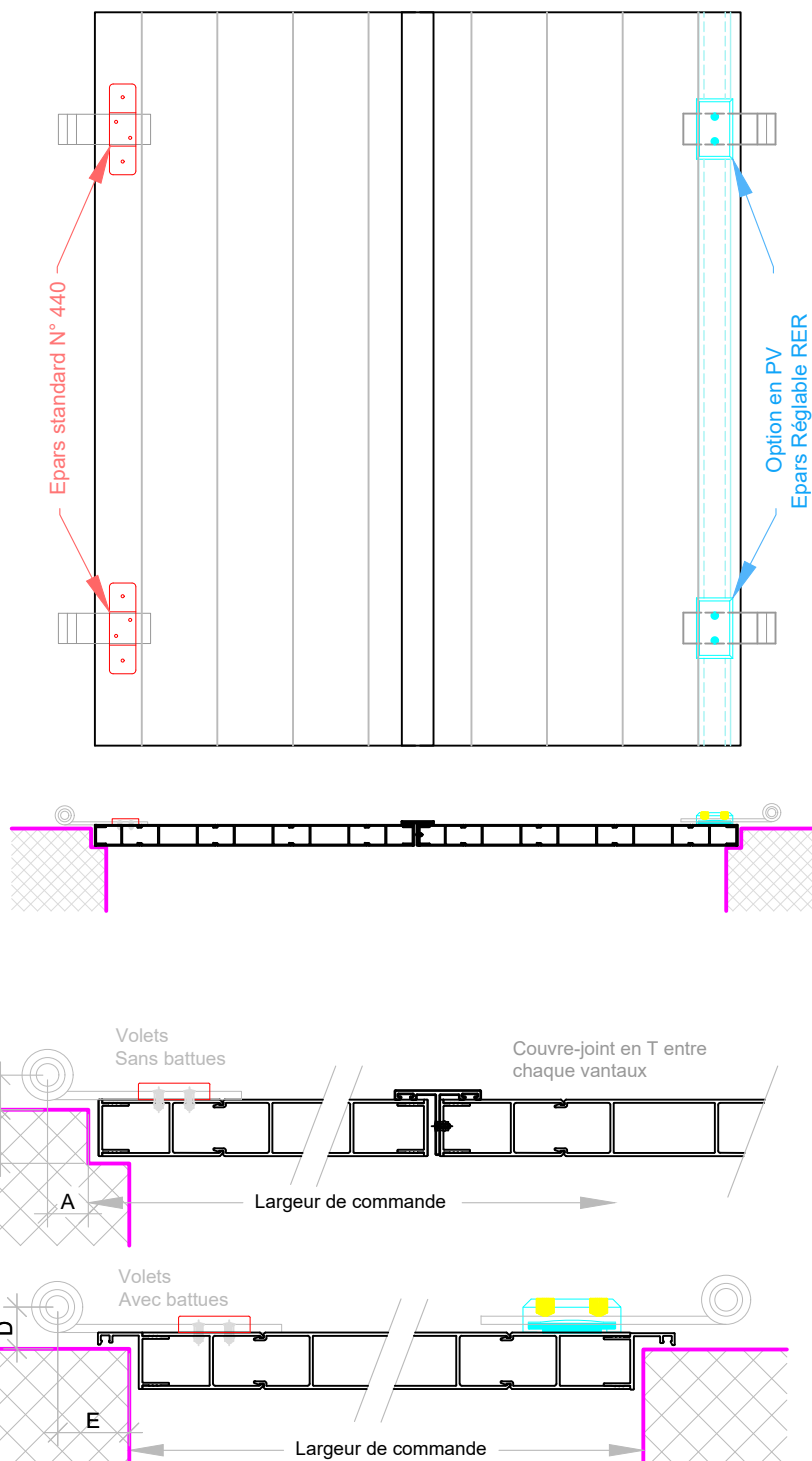 Epars standard N° 440
Option en PV
Epars Réglable RER
Volets
Sans battues
Couvre-joint en T entre
chaque vantaux
A
Largeur de commande
Volets
Avec battues
D
E
Largeur de commande